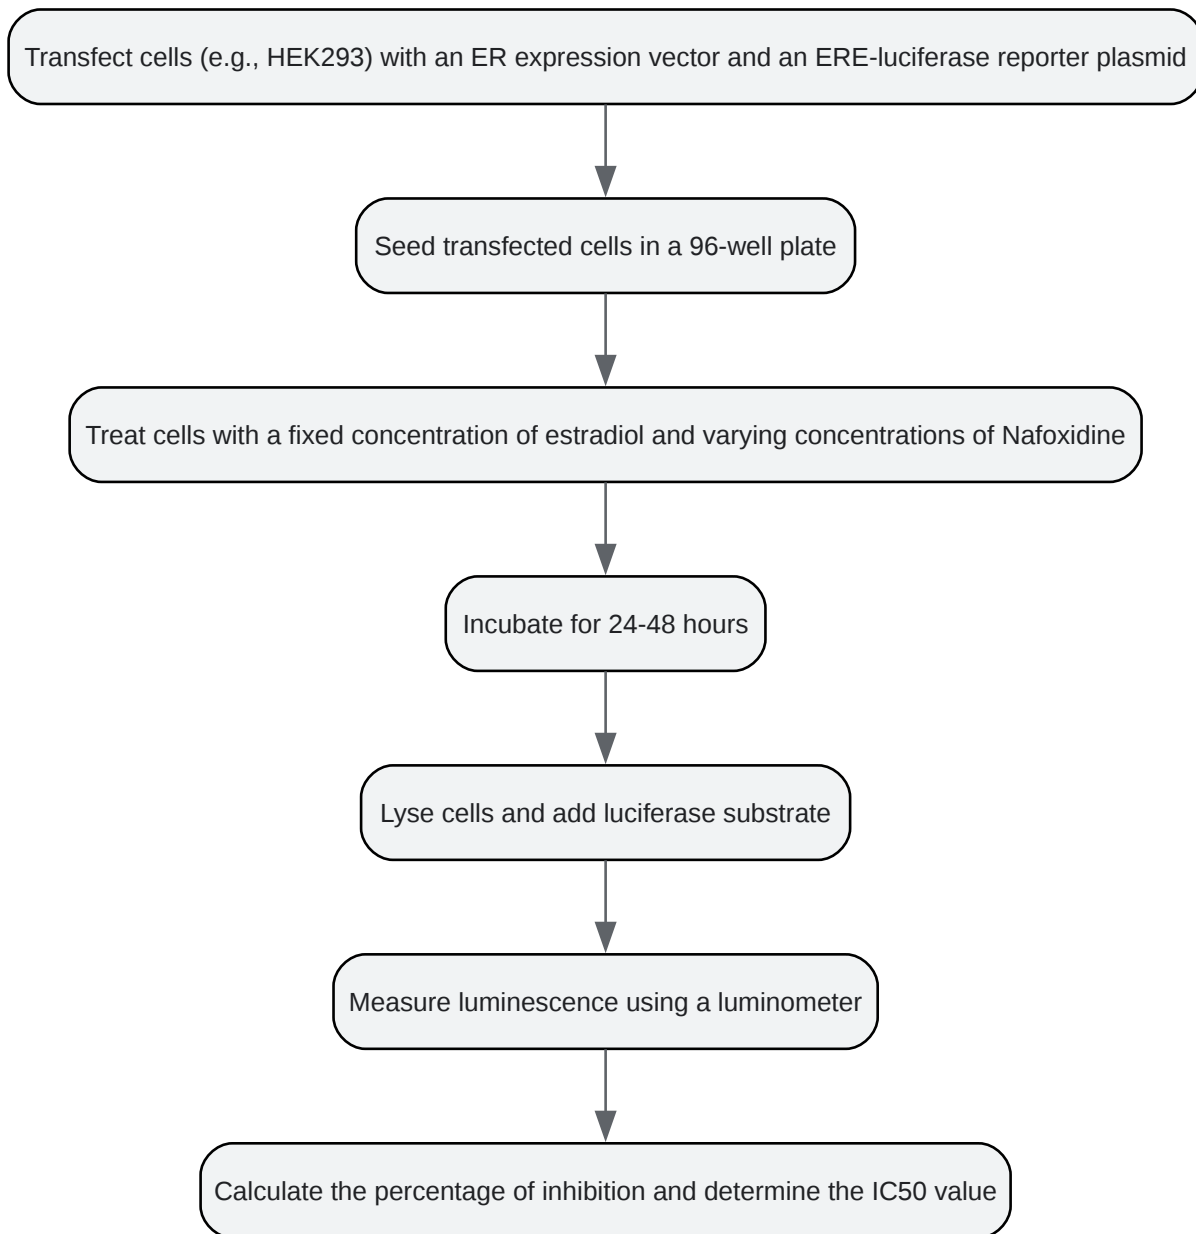 Transfect cells (e.g., HEK293) with an ER expression vector and an ERE-luciferase reporter plasmid
Seed transfected cells in a 96-well plate
Treat cells with a fixed concentration of estradiol and varying concentrations of Nafoxidine
Incubate for 24-48 hours
Lyse cells and add luciferase substrate
Measure luminescence using a luminometer
Calculate the percentage of inhibition and determine the IC50 value